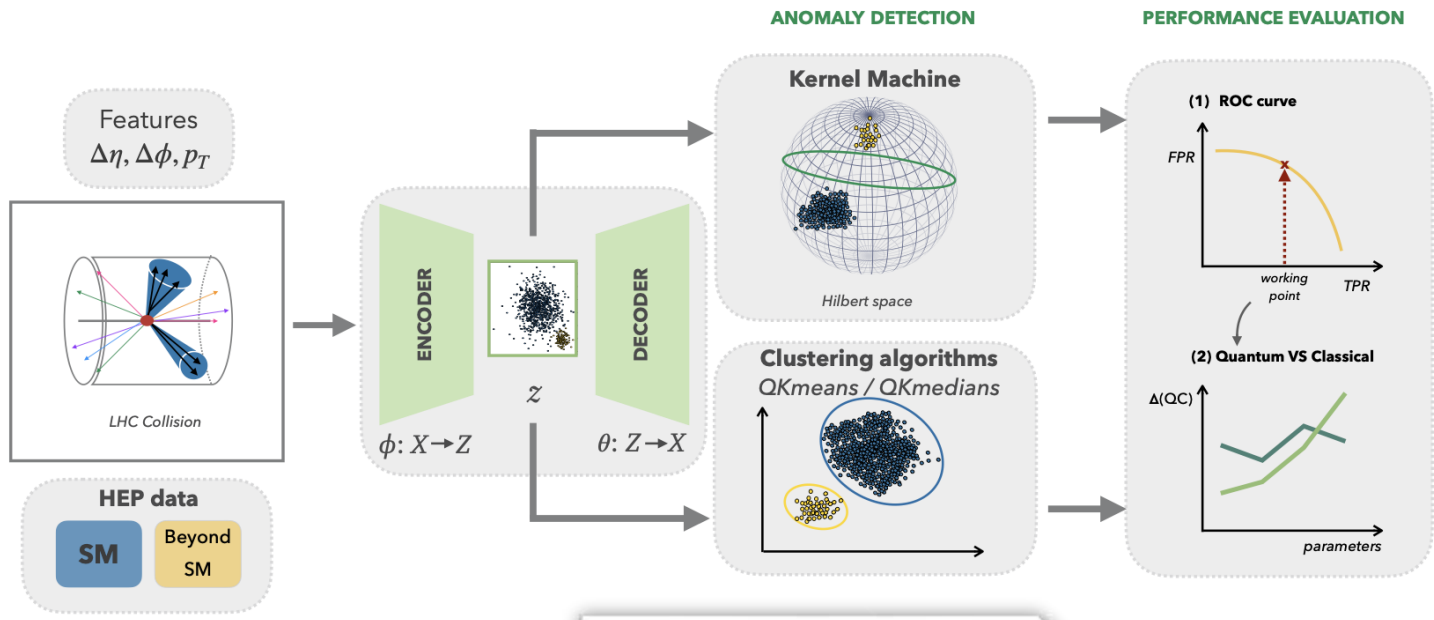 ANOMALY DETECTION
PERFORMANCE EVALUATION
Features
Δη, Δϕ, p_T
LHC Collision
HEP data
SM
Beyond
SM
ENCODER
DECODER
z
ϕ: X→Z
θ: Z→X
Kernel Machine
Hilbert space
Clustering algorithms
QKmeans / QKmedians
(1) ROC curve
FPR
x
working
point
TPR
(2) Quantum VS Classical
Δ(QC)
parameters